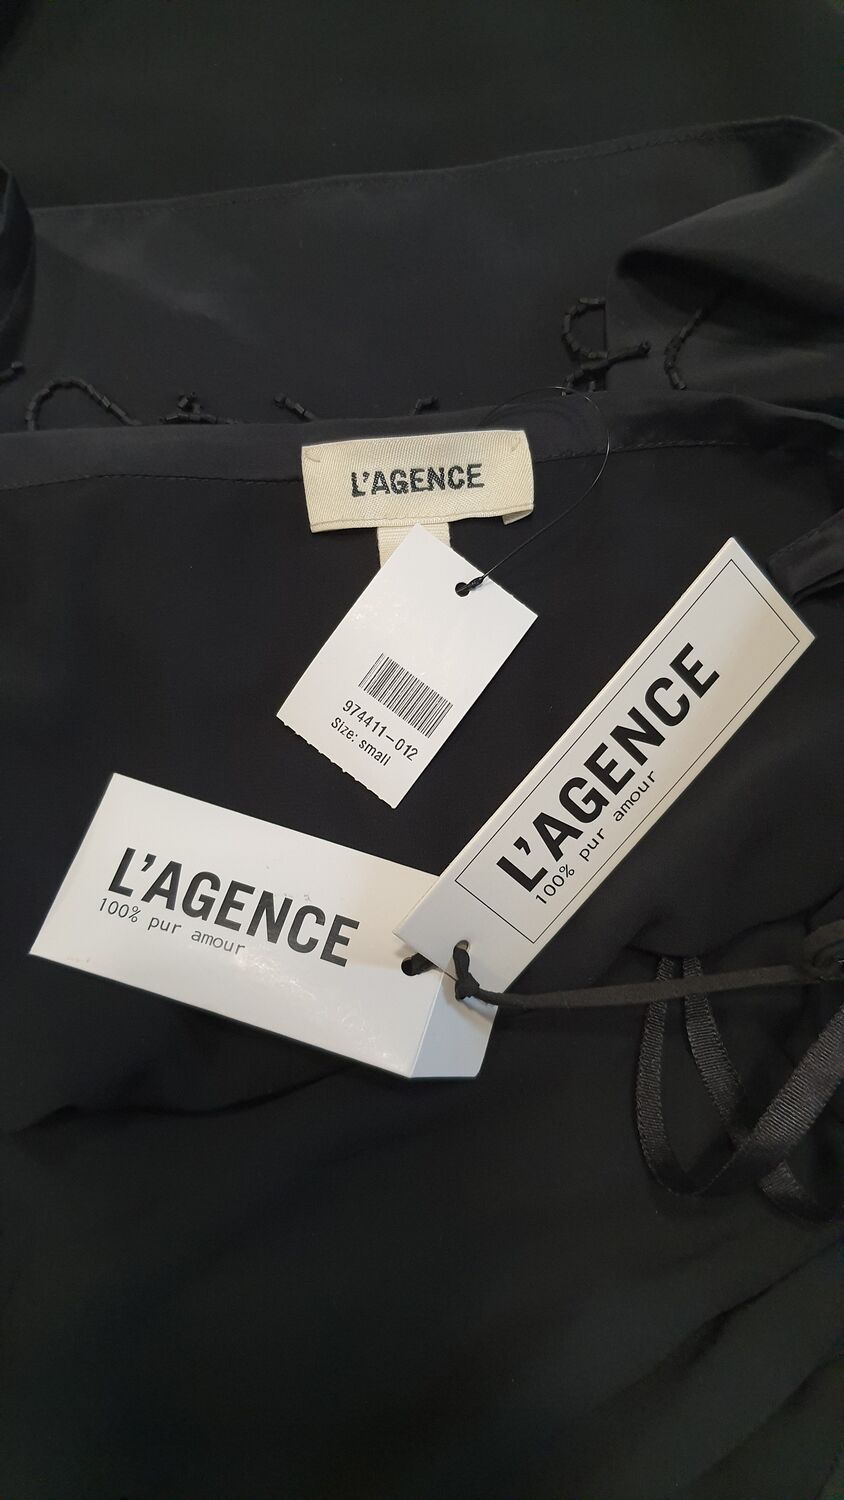 L'AGENCE
974411-012
Size: small
L'AGENCE
100% pur amour
L'AGENCE
100% pur amour